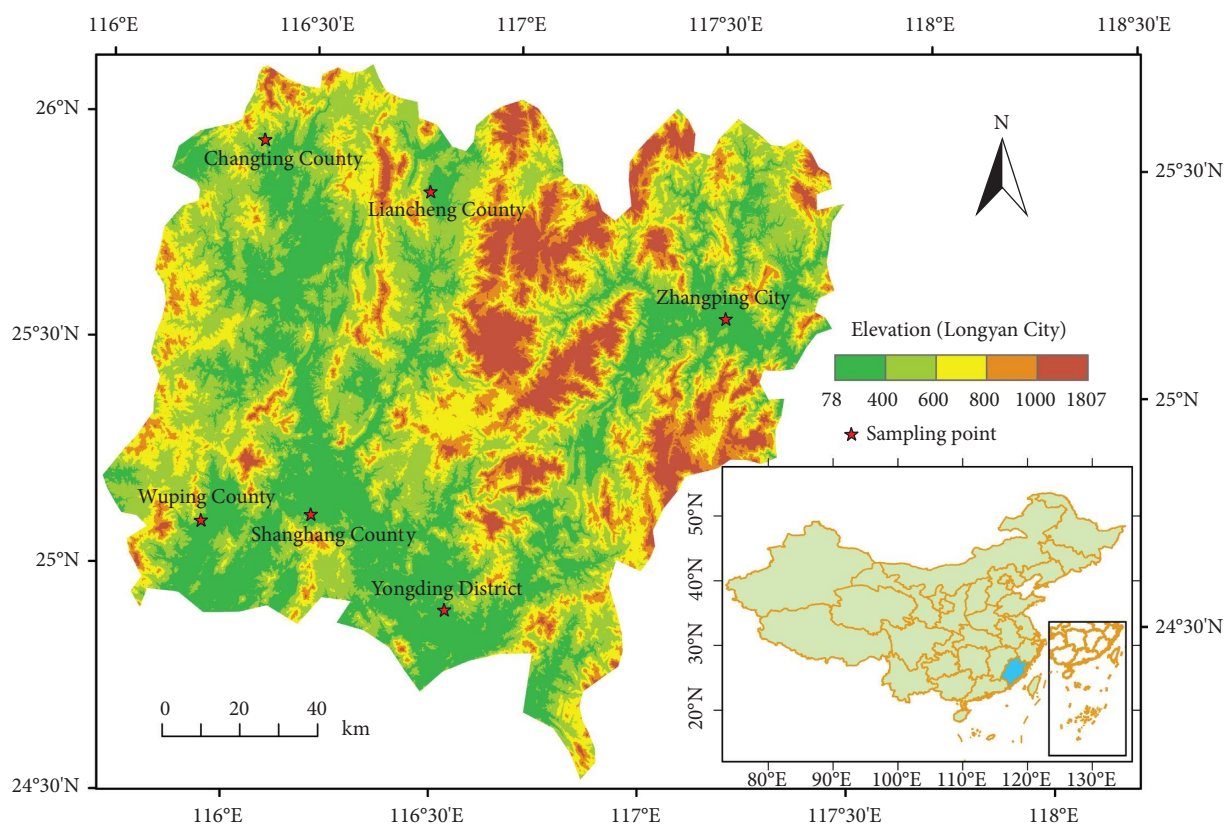 116°E 116°30'E 117°E 117°30'E 118°E 118°30'E
26°N
25°30'N
25°N
24°30'N
25°30'N
25°N
24°30'N
N
Changting County
Liancheng County
Zhangping City
Wuping County
Shanghang County
Yongding District
Elevation (Longyan City)
78 400 600 800 1000 1807
Sampling point
0 20 40
km
50°N
40°N
30°N
20°N
80°E 90°E 100°E 110°E 120°E 130°E
116°E 116°30'E 117°E 117°30'E 118°E